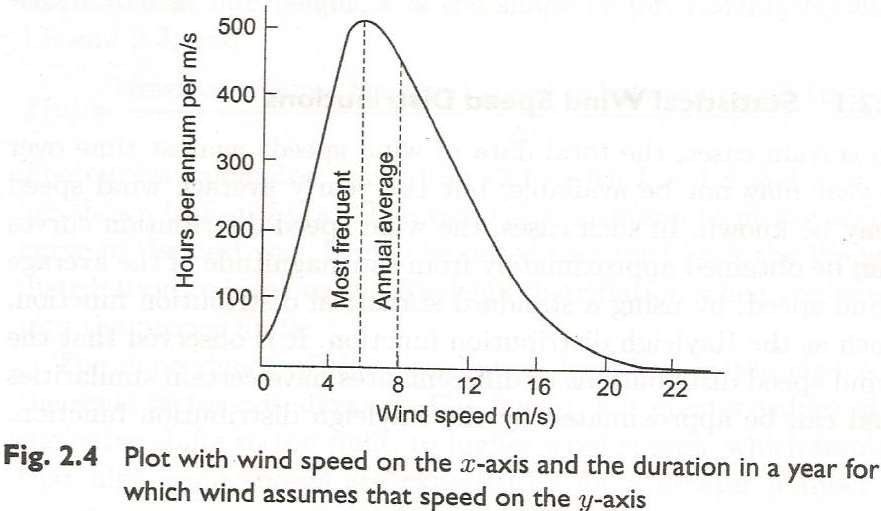 Hours per annum per m/s
500
400
300
200
100
Most frequent
Annual average
0 4 8 12 16 20 22
Wind speed (m/s)
Fig. 2.4 Plot with wind speed on the x-axis and the duration in a year for
which wind assumes that speed on the y-axis